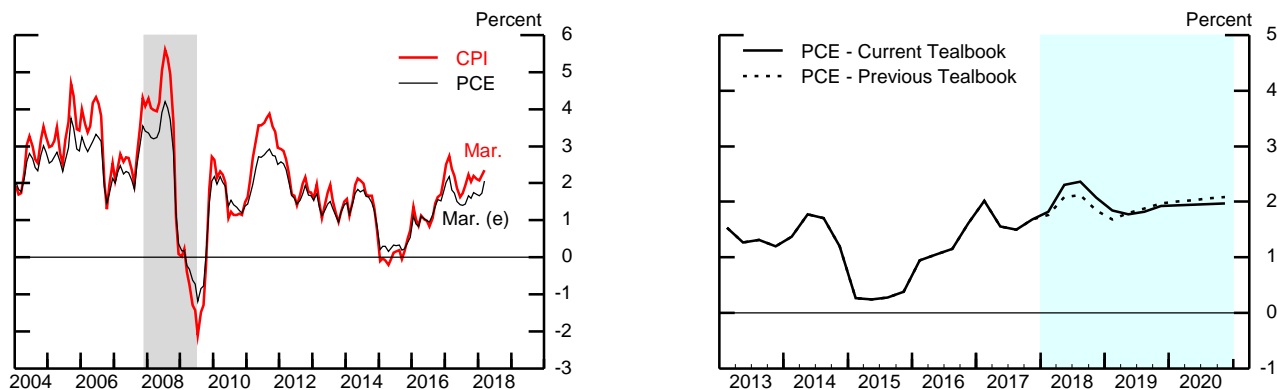 Percent
6
5
4
3
2
1
0
-1
-2
-3
CPI
PCE
Mar.
Mar. (e)
2004 2006 2008 2010 2012 2014 2016 2018
Percent
5
4
3
2
1
0
-1
PCE - Current Tealbook
PCE - Previous Tealbook
2013 2014 2015 2016 2017 2018 2019 2020